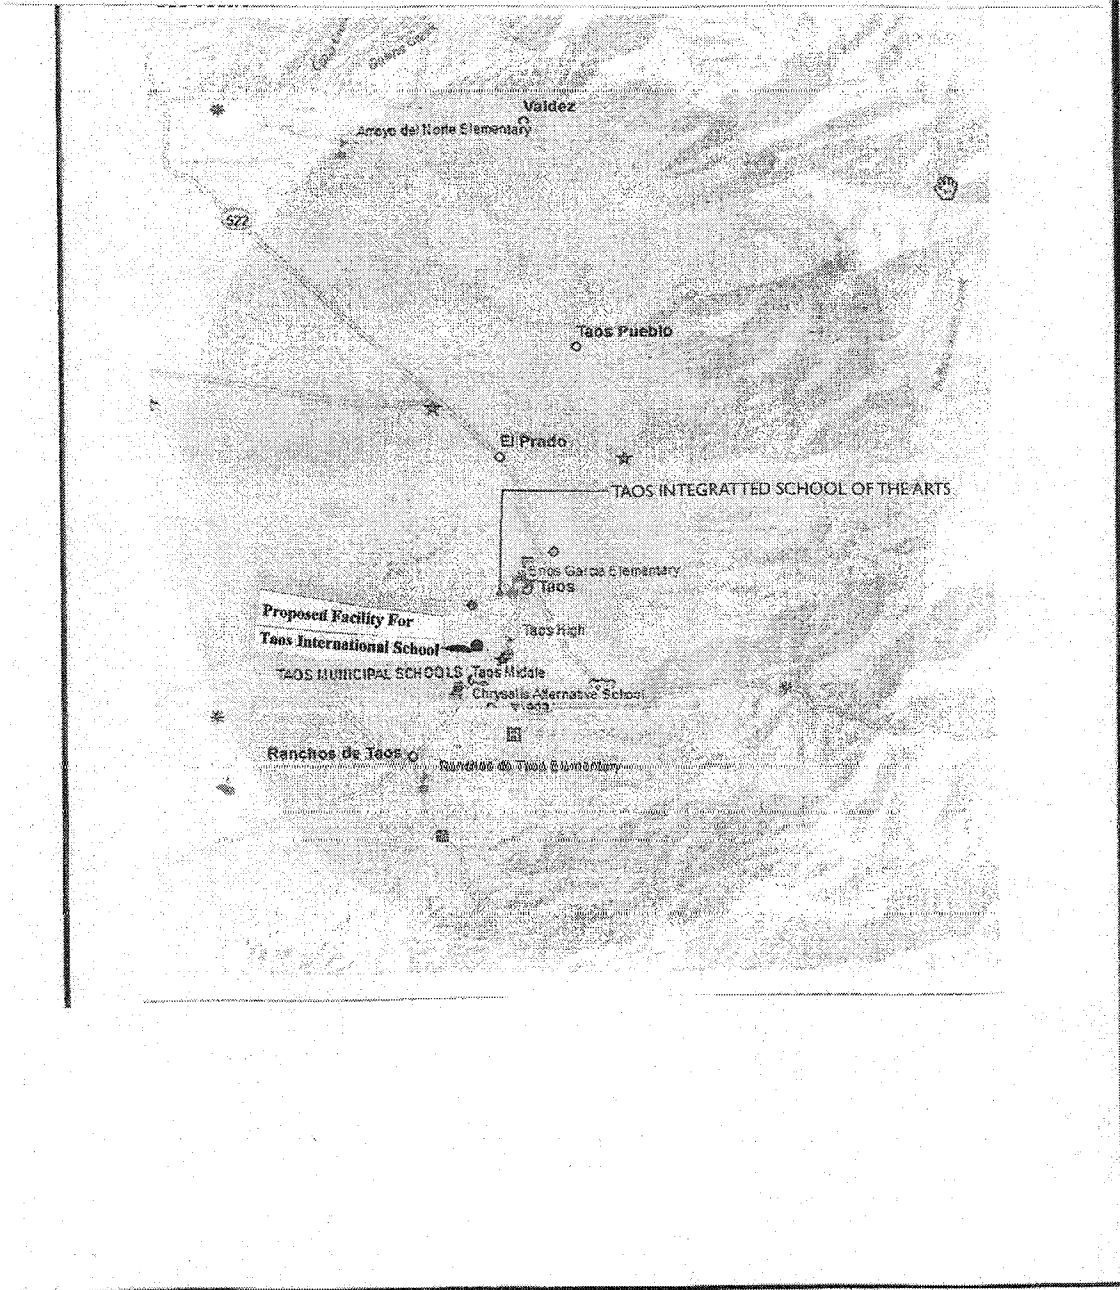 Valdez
Arroyo del Norte Elementary
522
Taos Pueblo
El Prado
TAOS INTEGRATTED SCHOOL OF THE ARTS
Enos Garcia Elementary
Taos
Proposed Facility For
Taos International School
Taos High
TAOS MUNICIPAL SCHOOLS
Taos Middle
Chrysalis Alternative School
Ranchos de Taos
Ranchos de Taos Elementary